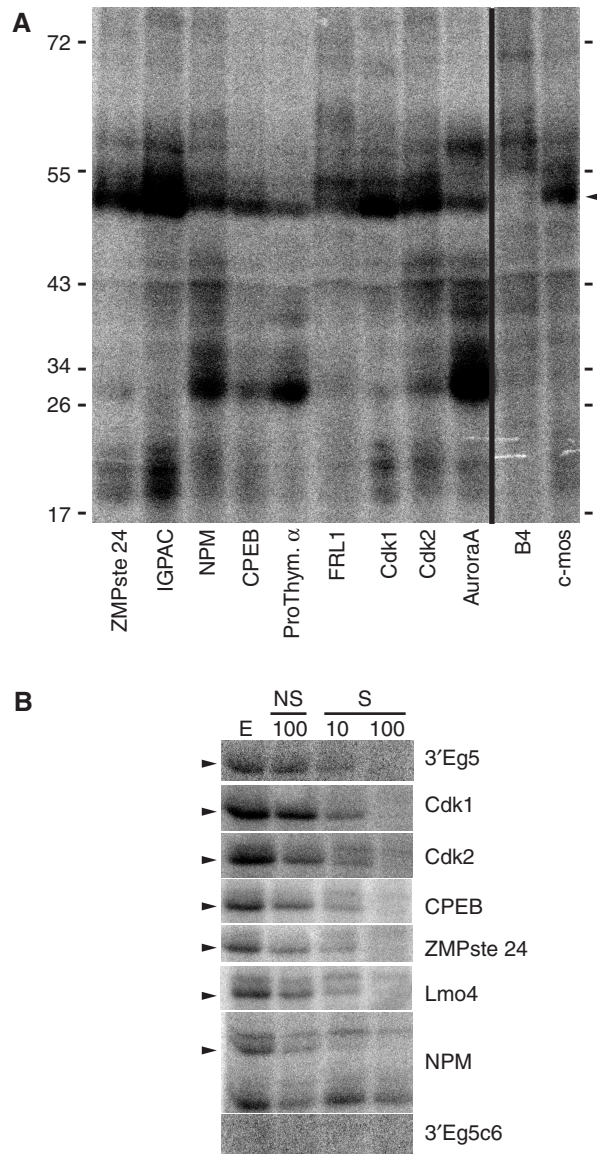 A
72
55
43
34
26
17
ZMPste 24
IGPAC
NPM
CPEB
ProThym. α
FRL1
Cdk1
Cdk2
AuroraA
B4
c-mos
B
NS S
E 100 10 100
3′Eg5
Cdk1
Cdk2
CPEB
ZMPste 24
Lmo4
NPM
3′Eg5c6